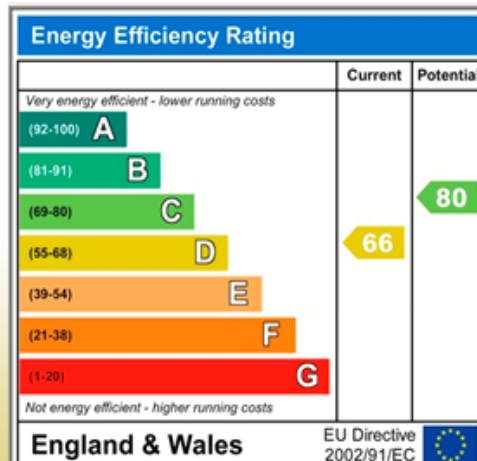 Energy Efficiency Rating
Current Potential
Very energy efficient - lower running costs
(92-100) A
(81-91) B
(69-80) C
(55-68) D
(39-54) E
(21-38) F
(1-20) G
66
80
Not energy efficient - higher running costs
England & Wales
EU Directive
2002/91/EC